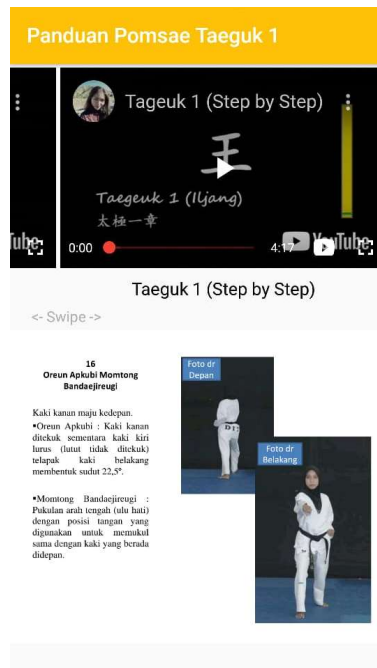 Panduan Pomsae Taeguk 1
Tageuk 1 (Step by Step)
王
Taegeuk 1 (Iljang)
太極一章
Tube
0:00
4:17
YouTube
Taeguk 1 (Step by Step)
<- Swipe ->
16
Oreun Apkubi Momtong
Bandaejireugi
Kaki kanan maju kedepan.
▪Oreun Apkubi : Kaki kanan
ditekuk sementara kaki kiri
lurus (lutut tidak ditekuk)
telapak kaki belakang
membentuk sudut 22,5°.
▪Momtong Bandaejireugi :
Pukulan arah tengah (ulu hati)
dengan posisi tangan yang
digunakan untuk memukul
sama dengan kaki yang berada
didepan.
Foto dr
Depan
Foto dr
Belakang